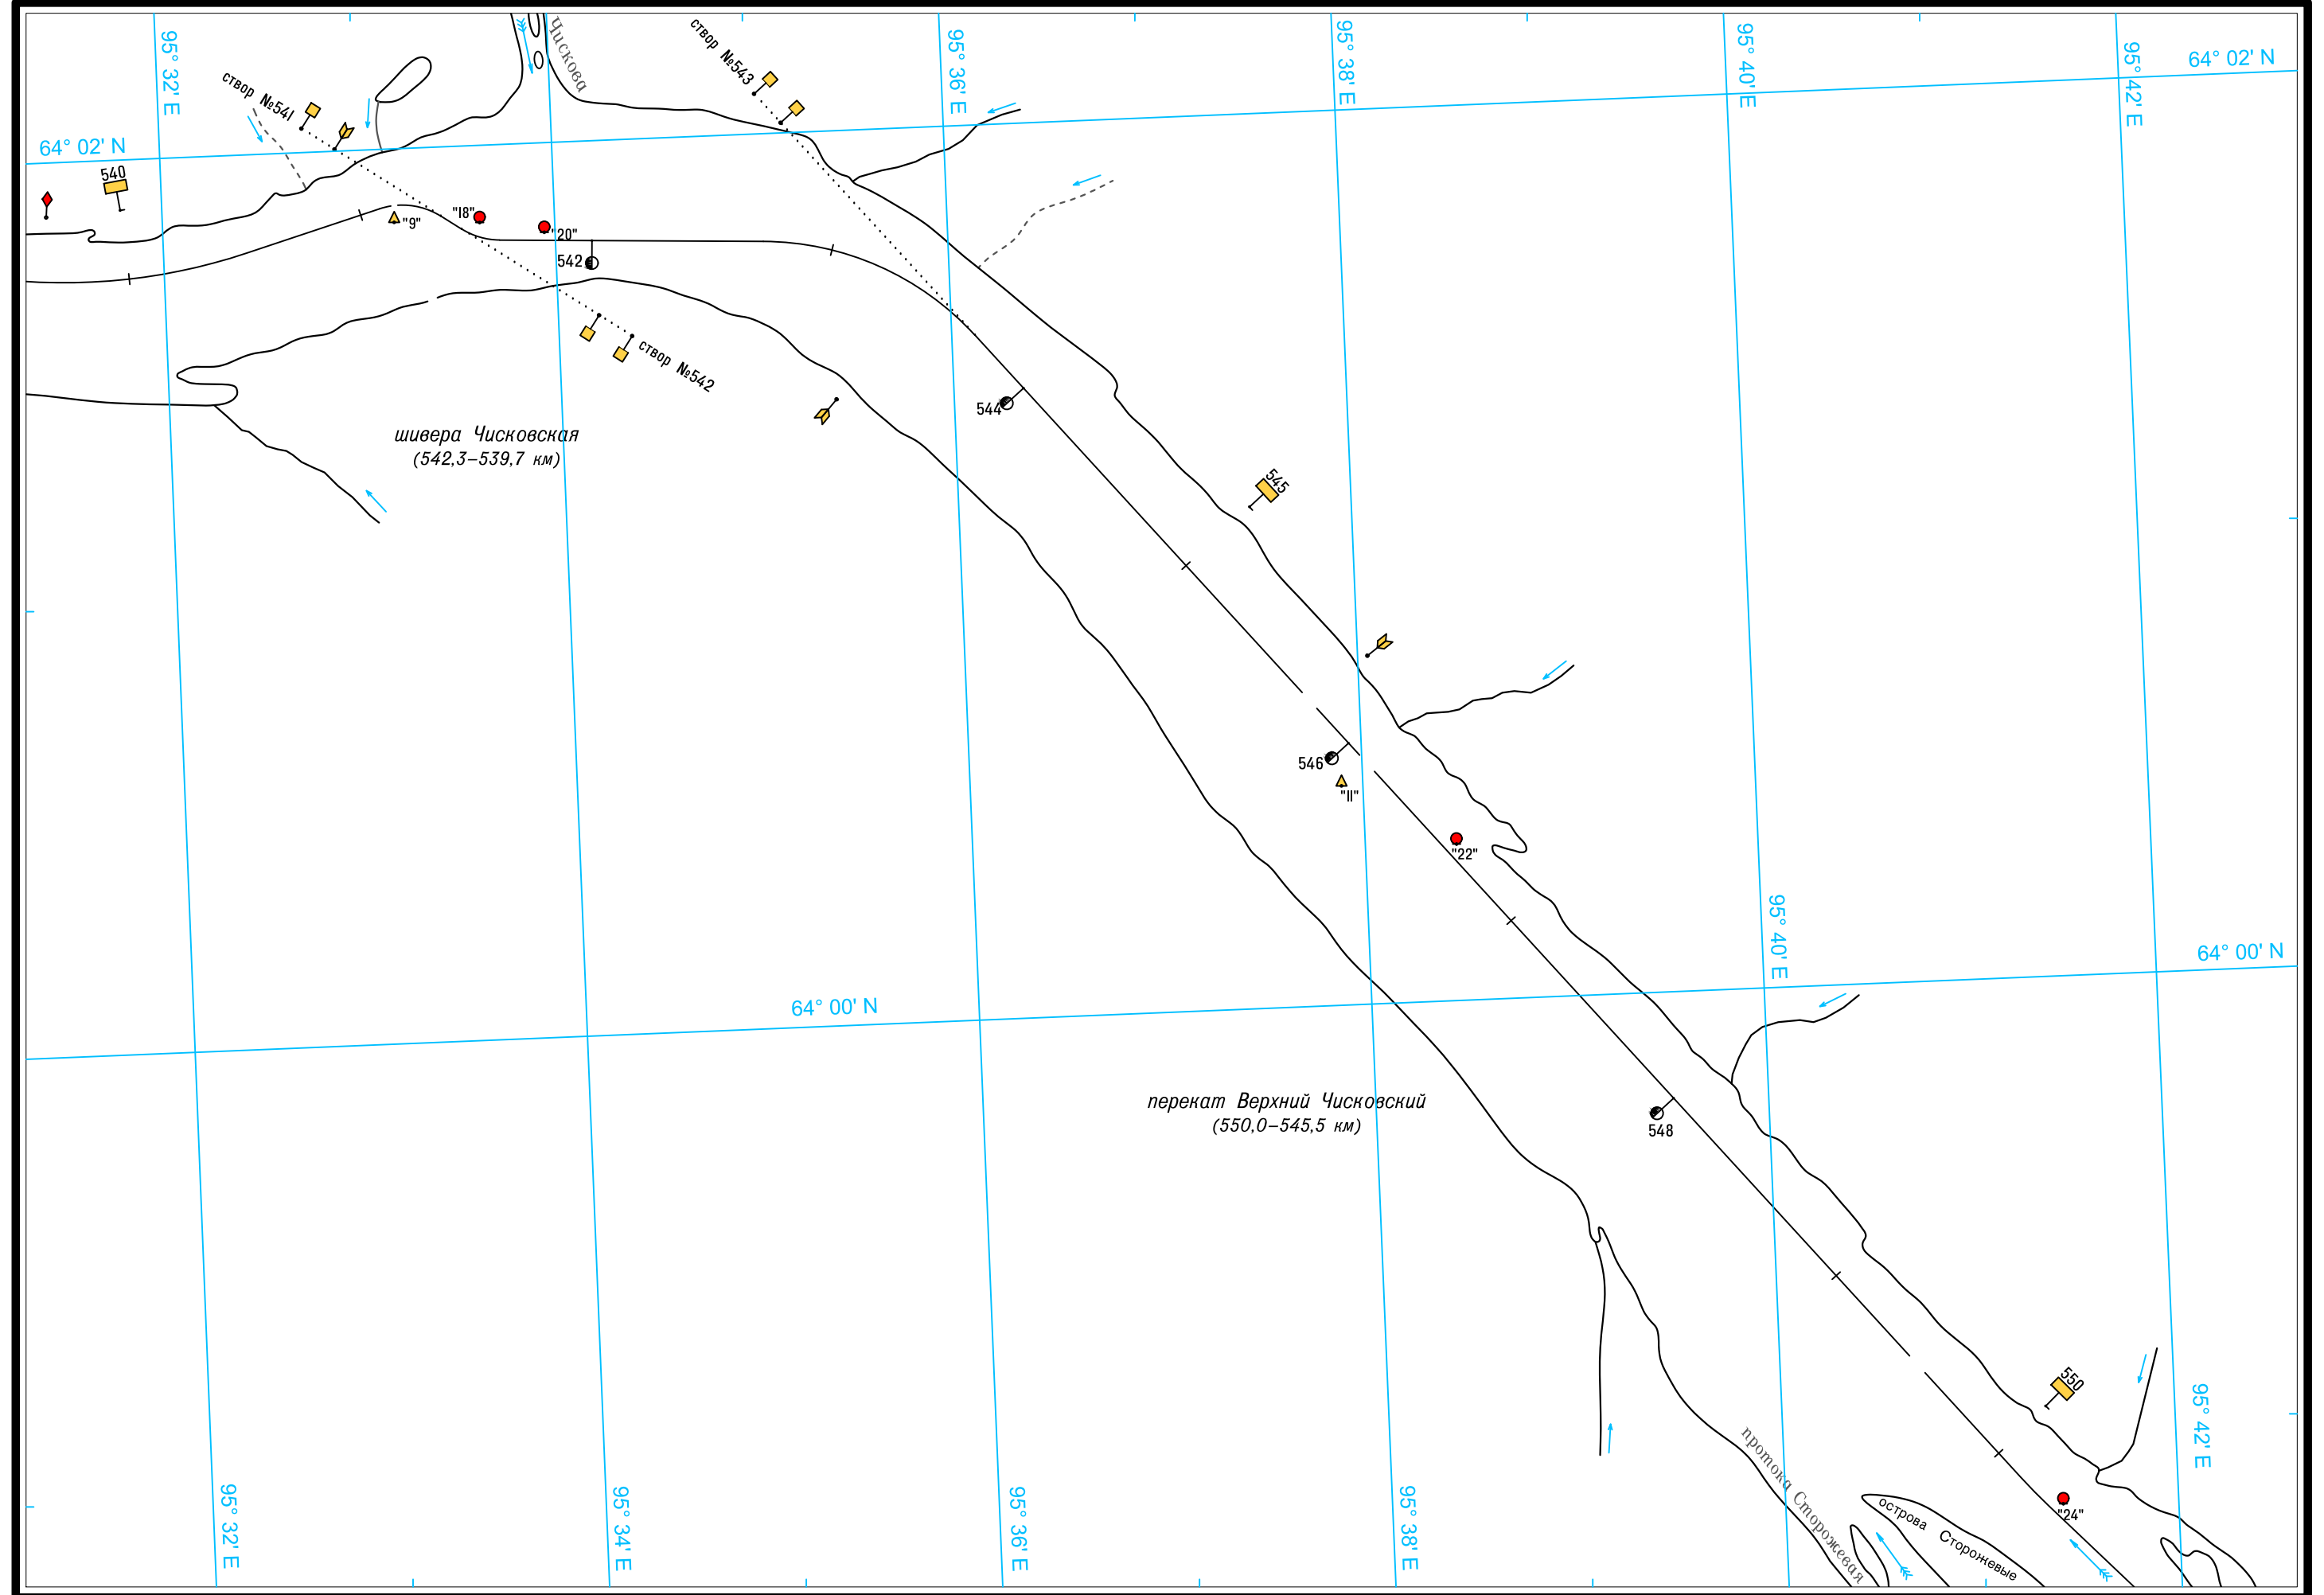 95° 32' E
Чискова
створ №543
95° 36' E
95° 38' E
95° 40' E
95° 42' E
64° 02' N
створ №541
64° 02' N
540
"9"
"18"
"20"
542
створ №542
544
шивера Чисковская
(542,3–539,7 км)
545
546
"11"
"22"
95° 40' E
64° 00' N
64° 00' N
перекат Верхний Чисковский
(550,0–545,5 км)
548
550
95° 42' E
протока Сторожевая
острова Сторожевые
"24"
95° 32' E
95° 34' E
95° 36' E
95° 38' E